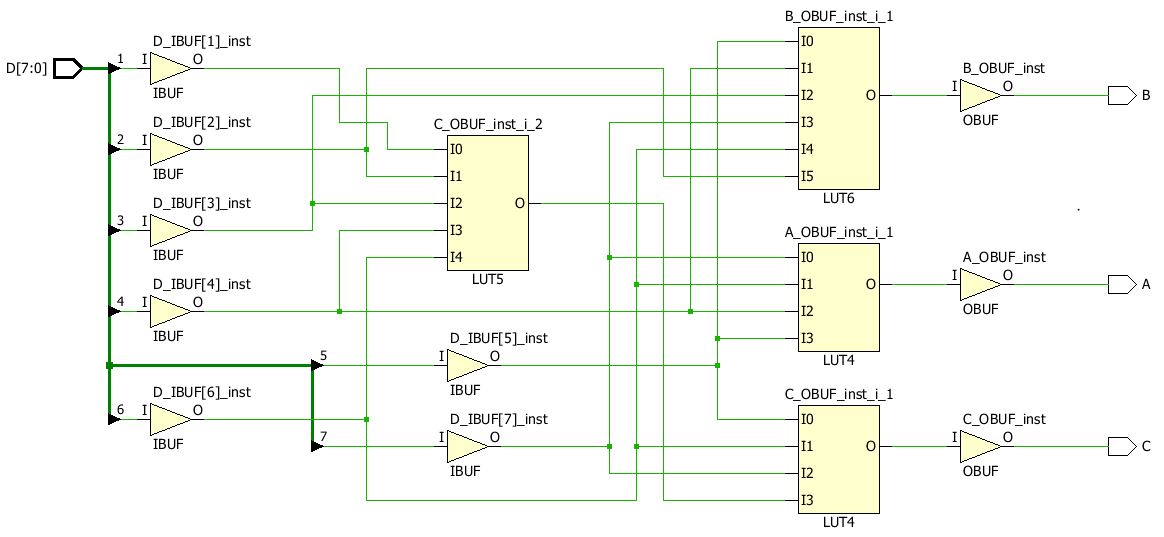 B_OBUF_inst_i_1
D[7:0]
1
D_IBUF[1]_inst
I
O
IBUF
2
D_IBUF[2]_inst
I
O
IBUF
3
D_IBUF[3]_inst
I
O
IBUF
4
D_IBUF[4]_inst
I
O
IBUF
6
D_IBUF[6]_inst
I
O
IBUF
C_OBUF_inst_i_2
I0
I1
I2
I3
I4
O
LUT5
5
D_IBUF[5]_inst
I
O
IBUF
7
D_IBUF[7]_inst
I
O
IBUF
I0
I1
I2
I3
I4
I5
O
LUT6
A_OBUF_inst_i_1
I0
I1
I2
I3
O
LUT4
C_OBUF_inst_i_1
I0
I1
I2
I3
O
LUT4
B_OBUF_inst
I
O
OBUF
B
A_OBUF_inst
I
O
OBUF
A
C_OBUF_inst
I
O
OBUF
C